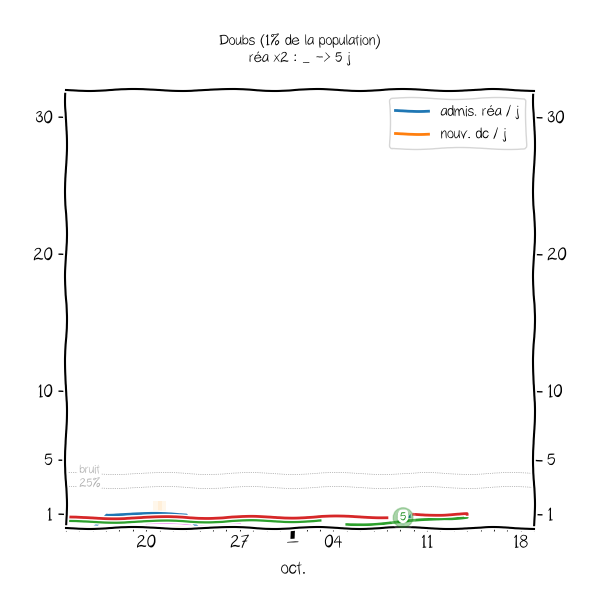 Doubs (1% de la population)
réa x2 : _ -> 5 j
admis. réa / j
nouv. dc / j
30 30
20 20
10 10
5 5
bruit
25%
1 1
5
20 27 04 11 18
oct.